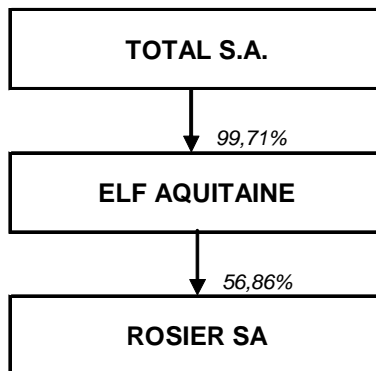 TOTAL S.A.
99,71%
ELF AQUITAINE
56,86%
ROSIER SA